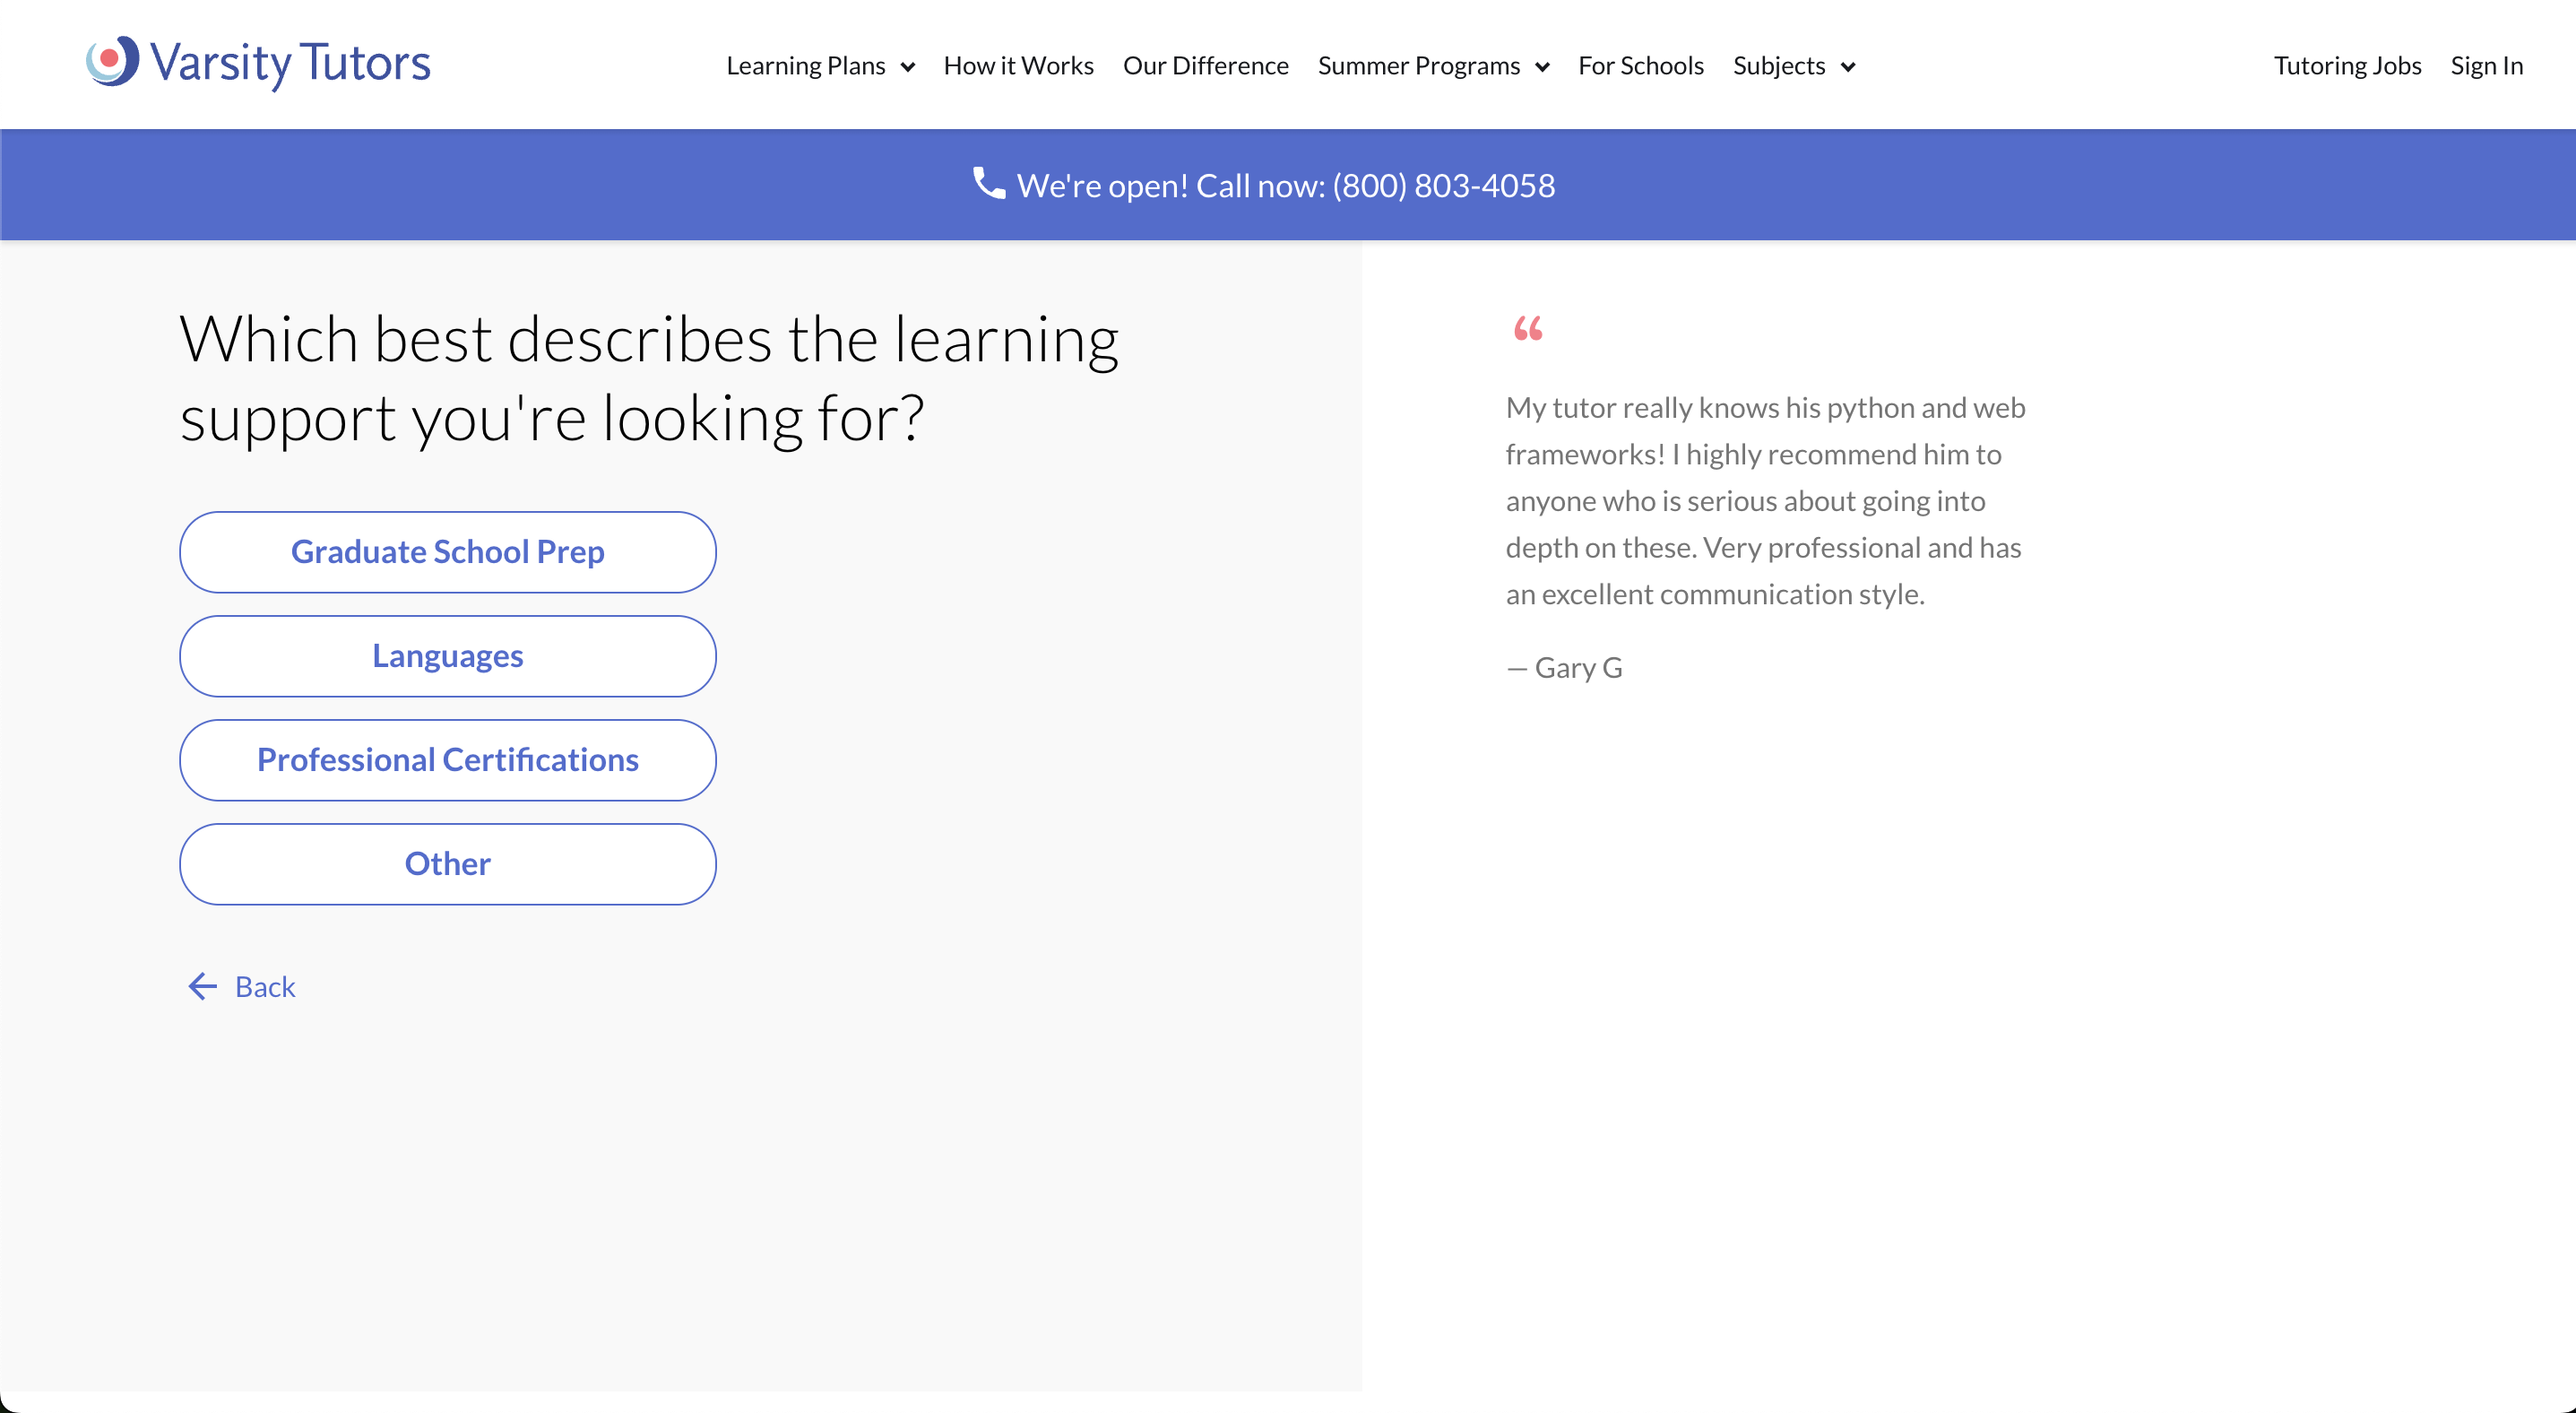 Varsity Tutors
Learning Plans
How it Works
Our Difference
Summer Programs
For Schools
Subjects
Tutoring Jobs
Sign In
We're open! Call now: (800) 803-4058
Which best describes the learning
support you're looking for?
Graduate School Prep
Languages
Professional Certifications
Other
Back
“
My tutor really knows his python and web
frameworks! I highly recommend him to
anyone who is serious about going into
depth on these. Very professional and has
an excellent communication style.
— Gary G